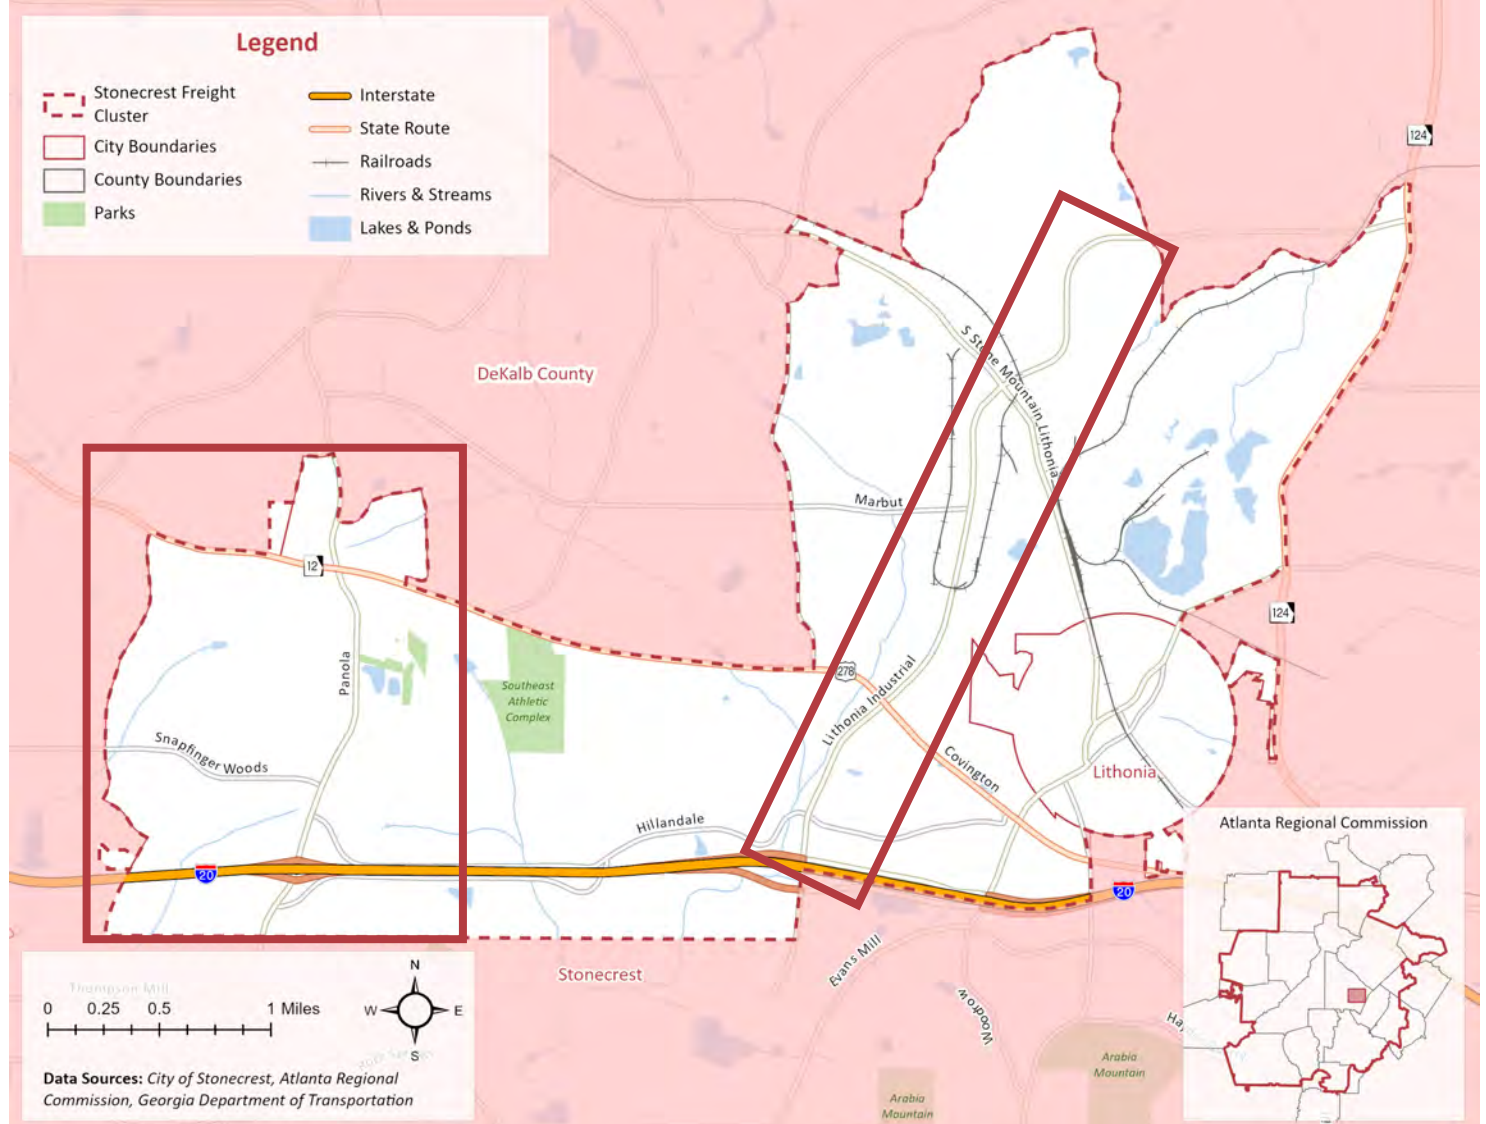 Legend
Stonecrest Freight
Cluster
City Boundaries
County Boundaries
Parks
Interstate
State Route
Railroads
Rivers & Streams
Lakes & Ponds
124
DeKalb County
S Stone Mountain Lithonia
Marbut
12
Panola
Southeast
Athletic
Complex
278
Lithonia Industrial
124
Snapfinger Woods
Covington
Lithonia
Hillandale
20
20
Stonecrest
Evans Mill
Woodrow
Arabia
Mountain
Arabia
Mountain
Thompson Mill
0 0.25 0.5 1 Miles
N
W E
S
Data Sources: City of Stonecrest, Atlanta Regional
Commission, Georgia Department of Transportation
Atlanta Regional Commission